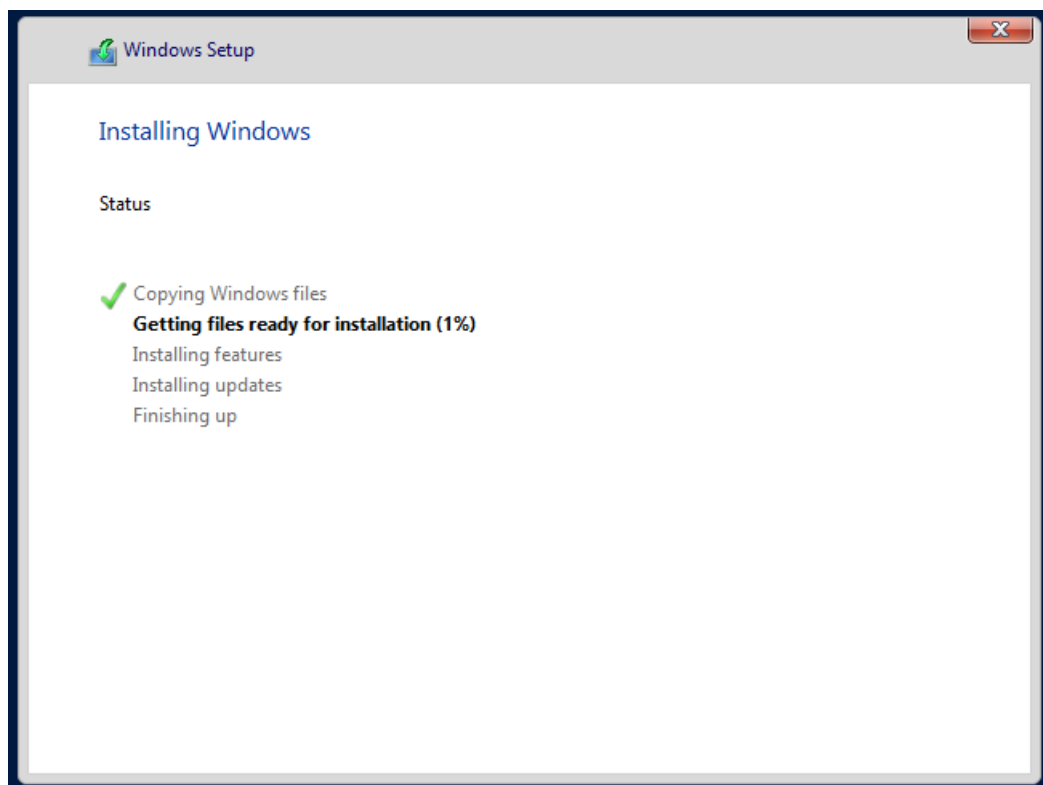 Windows Setup
Installing Windows
Status
Copying Windows files
Getting files ready for installation (1%)
Installing features
Installing updates
Finishing up